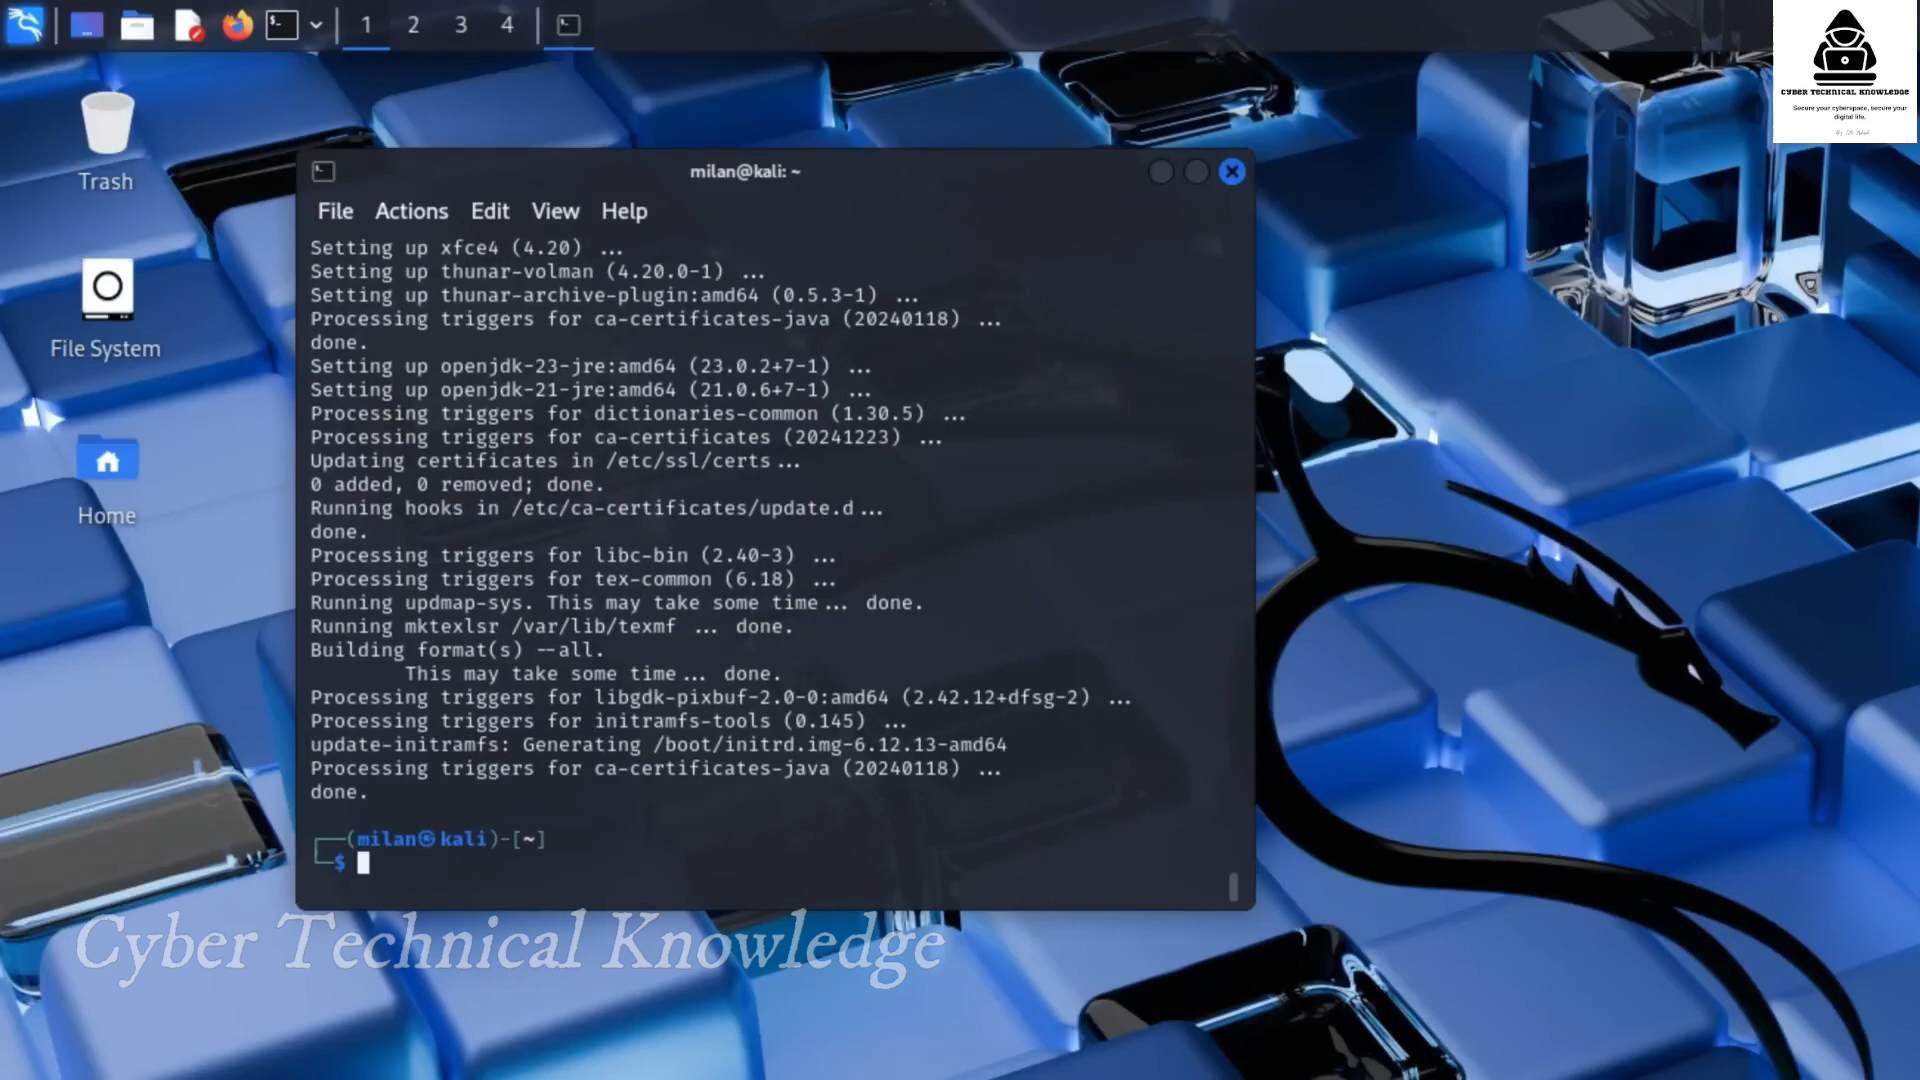 1 2 3 4
CYBER TECHNICAL KNOWLEDGE
Secure your cyberspace, secure your
digital life.
Trash
File System
Home
milan@kali: ~
File Actions Edit View Help
Setting up xfce4 (4.20) ...
Setting up thunar-volman (4.20.0-1) ...
Setting up thunar-archive-plugin:amd64 (0.5.3-1) ...
Processing triggers for ca-certificates-java (20240118) ...
done.
Setting up openjdk-23-jre:amd64 (23.0.2+7-1) ...
Setting up openjdk-21-jre:amd64 (21.0.6+7-1) ...
Processing triggers for dictionaries-common (1.30.5) ...
Processing triggers for ca-certificates (20241223) ...
Updating certificates in /etc/ssl/certs...
0 added, 0 removed; done.
Running hooks in /etc/ca-certificates/update.d...
done.
Processing triggers for libc-bin (2.40-3) ...
Processing triggers for tex-common (6.18) ...
Running updmap-sys. This may take some time... done.
Running mktexlsr /var/lib/texmf ... done.
Building format(s) --all.
This may take some time... done.
Processing triggers for libgdk-pixbuf-2.0-0:amd64 (2.42.12+dfsg-2) ...
Processing triggers for initramfs-tools (0.145) ...
update-initramfs: Generating /boot/initrd.img-6.12.13-amd64
Processing triggers for ca-certificates-java (20240118) ...
done.
┌──(milan㉿kali)-[~]
└─$
Cyber Technical Knowledge